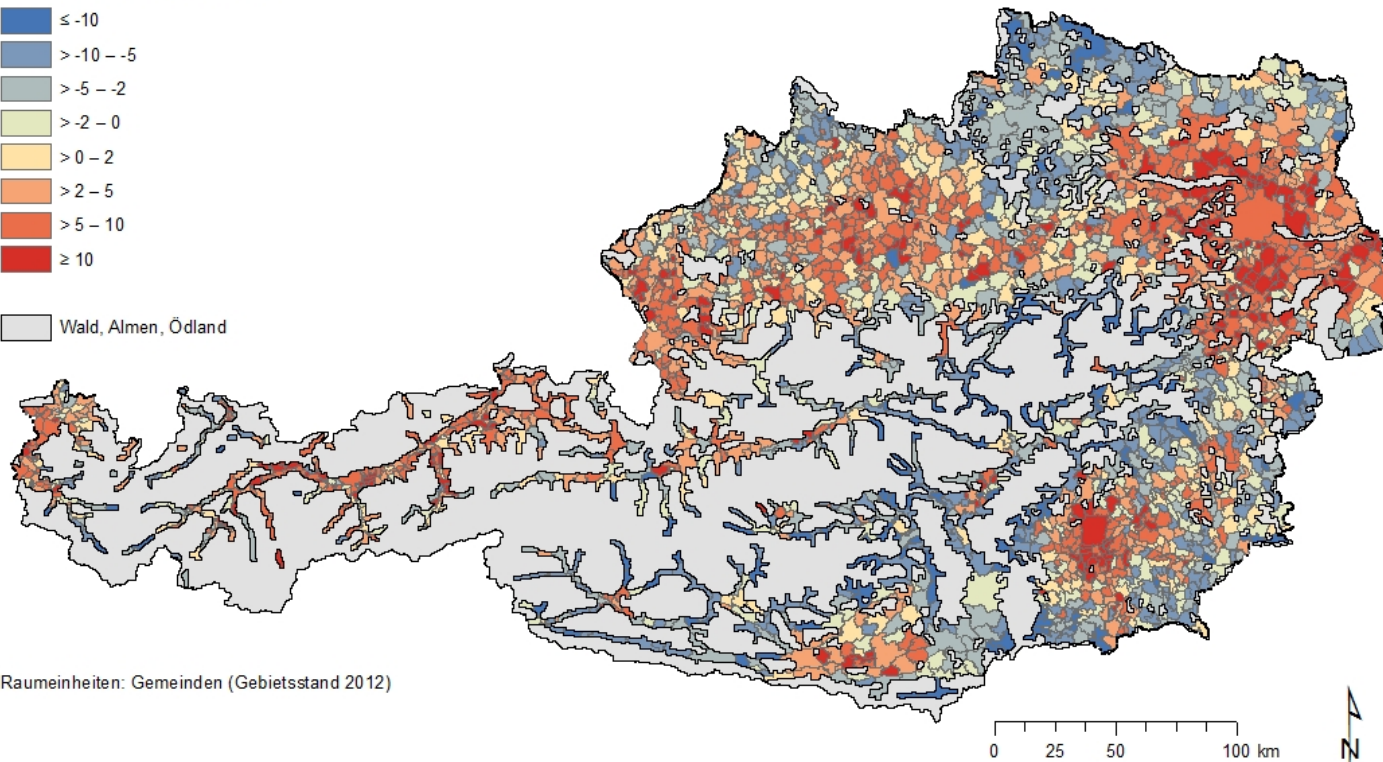 ≤ -10
> -10 – -5
> -5 – -2
> -2 – 0
> 0 – 2
> 2 – 5
> 5 – 10
≥ 10
Wald, Almen, Ödland
Raumeinheiten: Gemeinden (Gebietsstand 2012)
0 25 50 100 km
N